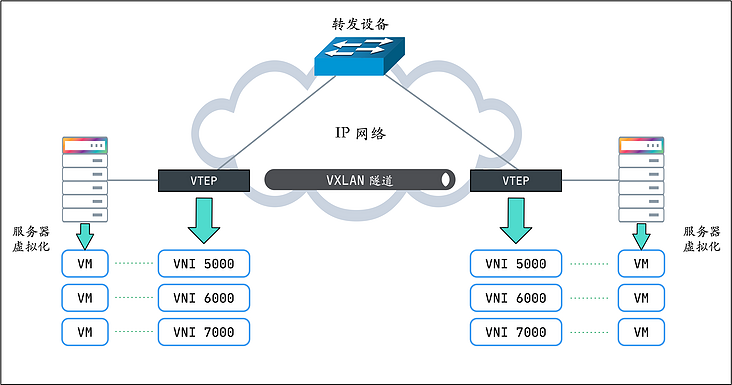 转发设备
IP 网络
VTEP
VXLAN 隧道
VTEP
服务器
虚拟化
服务器
虚拟化
VM
VNI 5000
VNI 5000
VM
VM
VNI 6000
VNI 6000
VM
VM
VNI 7000
VNI 7000
VM